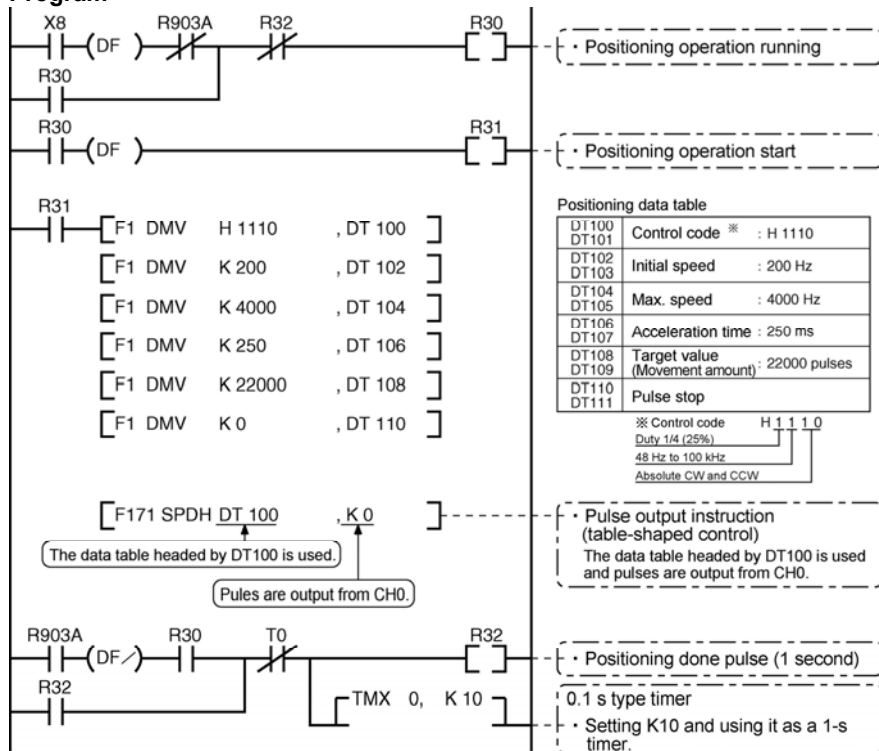 Program
X8 R903A R32 R30
(DF ) · Positioning operation running
R30
R30 R31
(DF ) · Positioning operation start
R31
F1 DMV H 1110 , DT 100
F1 DMV K 200 , DT 102
F1 DMV K 4000 , DT 104
F1 DMV K 250 , DT 106
F1 DMV K 22000 , DT 108
F1 DMV K 0 , DT 110
Positioning data table
DT100
DT101 Control code ※ : H 1110
DT102
DT103 Initial speed : 200 Hz
DT104
DT105 Max. speed : 4000 Hz
DT106
DT107 Acceleration time : 250 ms
DT108
DT109 Target value
(Movement amount) : 22000 pulses
DT110
DT111 Pulse stop
※ Control code H 1 1 1 0
Duty 1/4 (25%)
48 Hz to 100 kHz
Absolute CW and CCW
F171 SPDH DT 100 , K 0
The data table headed by DT100 is used.
Pules are output from CH0.
· Pulse output instruction
(table-shaped control)
The data table headed by DT100 is used
and pulses are output from CH0.
R903A R30 T0 R32
(DF/) · Positioning done pulse (1 second)
R32
TMX 0, K 10
0.1 s type timer
· Setting K10 and using it as a 1-s
timer.